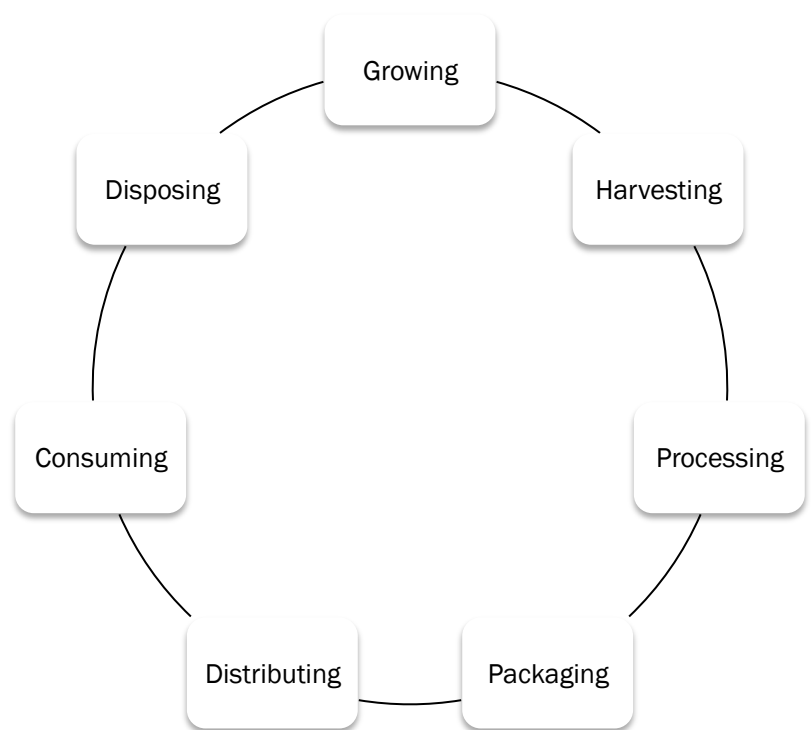 Growing
Harvesting
Processing
Packaging
Distributing
Consuming
Disposing